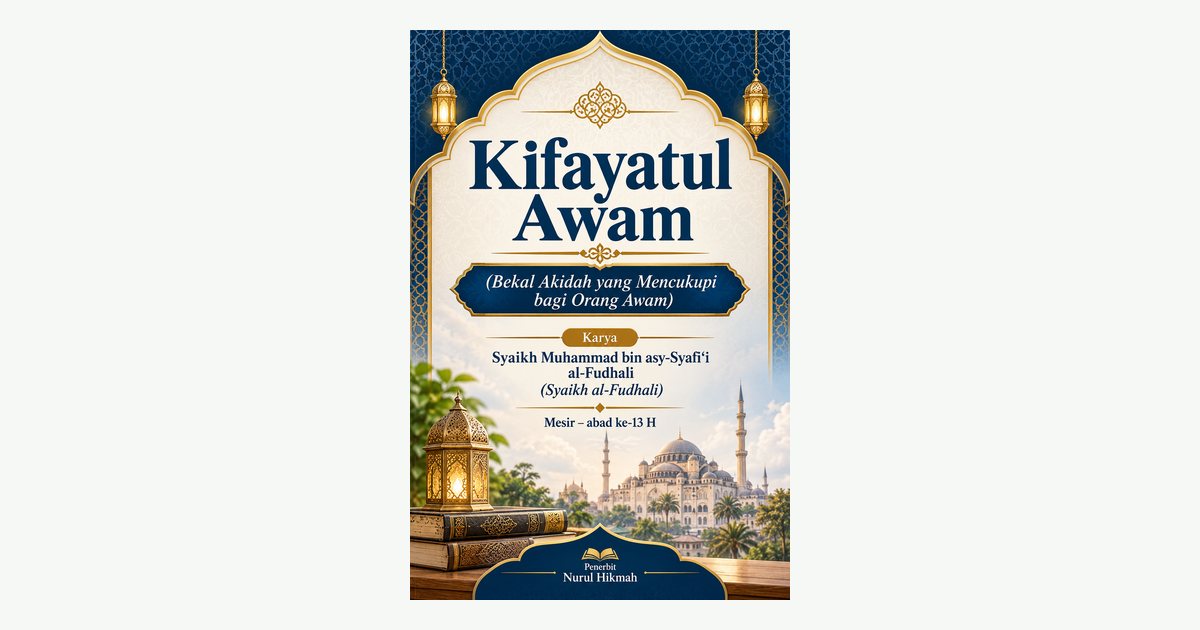 Kifayatul
Awam
(Bekal Akidah yang Mencukupi
bagi Orang Awam)
Karya
Syaikh Muhammad bin asy-Syafi‘i
al-Fudhali
(Syaikh al-Fudhali)
Mesir – abad ke-13 H
Penerbit
Nurul Hikmah